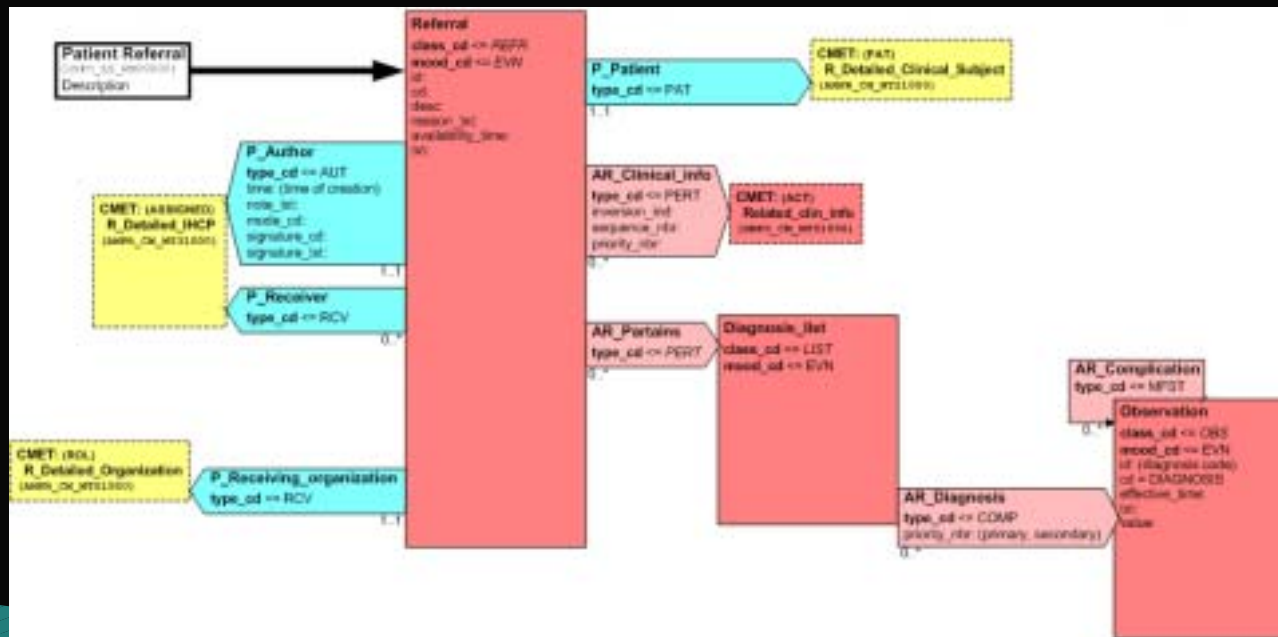 Patient Referral
Description
Referral
class_cd <= REFR
mood_cd <= EVN
id:
cd:
desc:
reason_txt:
availability_time:
P_Patient
type_cd <= PAT
1..1
CMET: (PAT)
R_Detailed_Clinical_Subject
P_Author
type_cd <= AUT
time: (time of creation)
note_txt:
mode_cd:
signature_cd:
signature_txt:
1..1
CMET: (ASSIGNED)
R_Detailed_IHCP
P_Receiver
type_cd <= RCV
0..*
AR_Clinical_info
type_cd <= PERT
inversion_ind:
sequence_nbr:
priority_nbr:
0..*
CMET: (ACT)
Related_clin_info
AR_Pertains
type_cd <= PERT
0..*
Diagnosis_list
class_cd <= LIST
mood_cd <= EVN
CMET: (ROL)
R_Detailed_Organization
P_Receiving_organization
type_cd <= RCV
1..1
AR_Diagnosis
type_cd <= COMP
priority_nbr: (primary, secondary)
0..*
AR_Complication
type_cd <= MFST
0..*
Observation
class_cd <= OBS
mood_cd <= EVN
id: (diagnosis code)
cd = DIAGNOSIS
effective_time:
value: